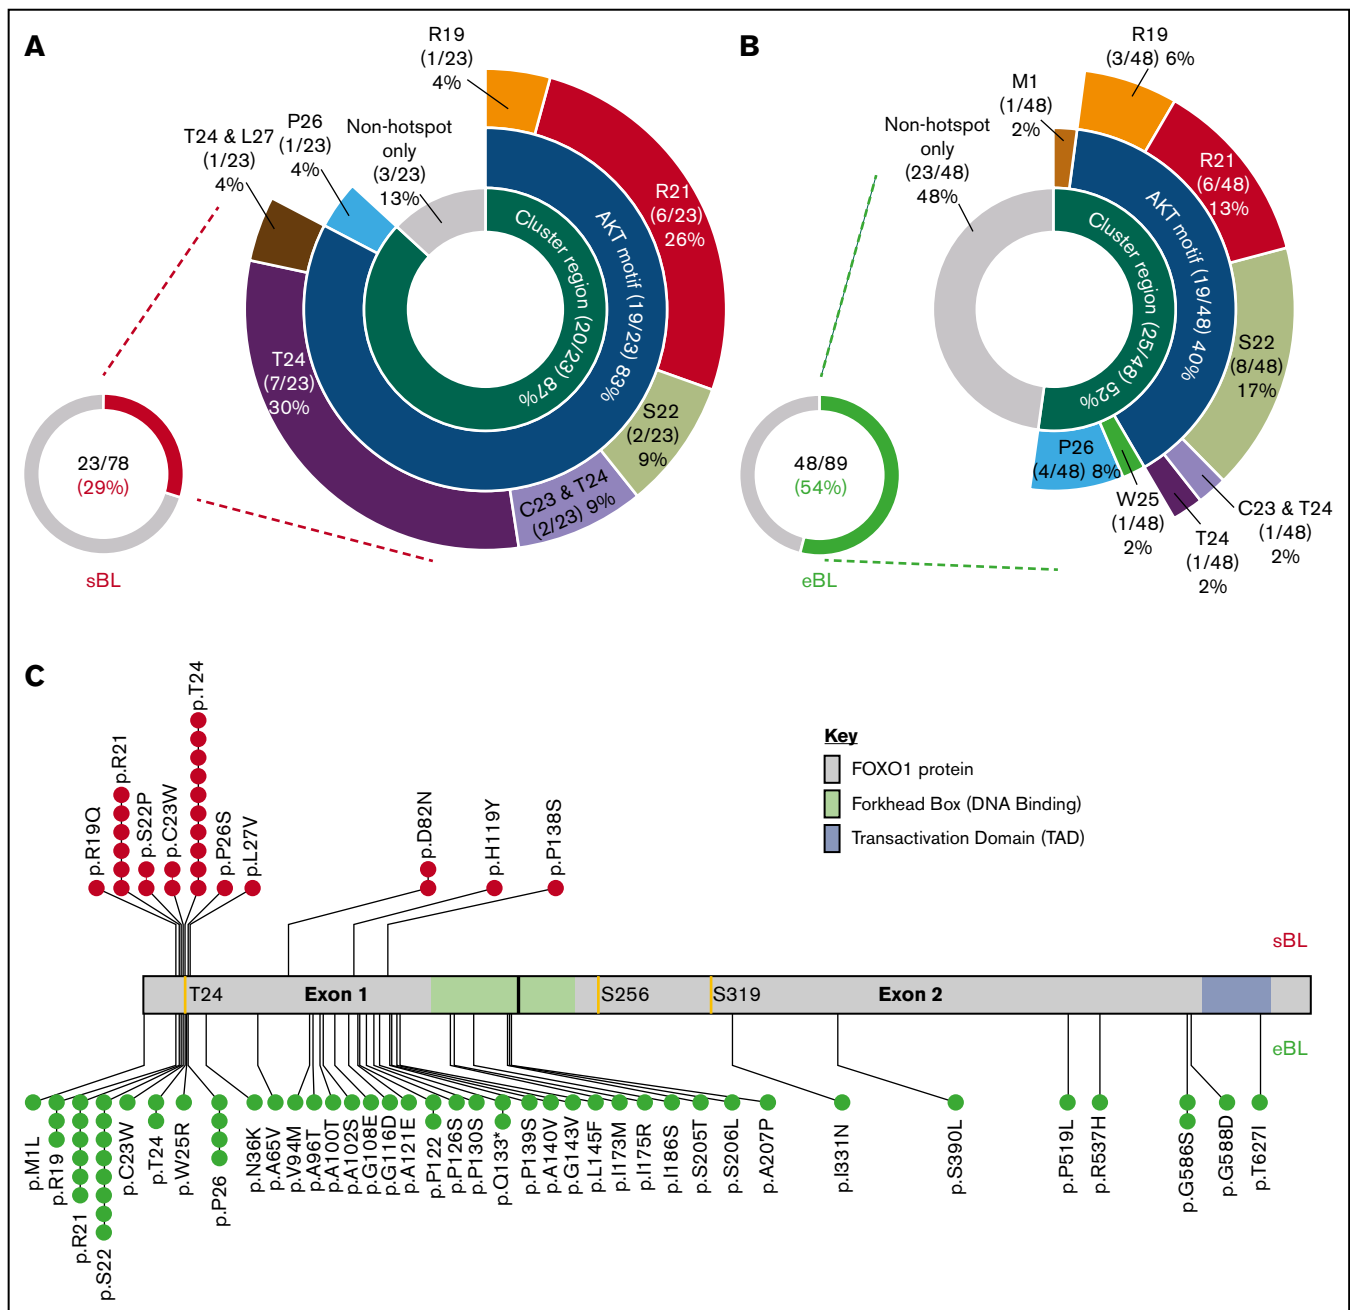 A
R19
(1/23)
4%
P26
(1/23)
4%
T24 & L27
(1/23)
4%
Non-hotspot
only
(3/23)
13%
R21
(6/23)
26%
AKT motif (19/23) 83%
Cluster region (20/23) 87%
S22
(2/23)
9%
C23 & T24
(2/23) 9%
T24
(7/23)
30%
23/78
(29%)
sBL
B
R19
(3/48) 6%
M1
(1/48)
2%
Non-hotspot
only
(23/48)
48%
R21
(6/48)
13%
AKT motif (19/48) 40%
Cluster region (25/48) 52%
S22
(8/48)
17%
P26
(4/48) 8%
W25
(1/48)
2%
T24
(1/48)
2%
C23 & T24
(1/48)
2%
48/89
(54%)
eBL
C
p.R19Q
p.R21
p.S22P
p.C23W
p.T24
p.P26S
p.L27V
p.D82N
p.H119Y
p.P138S
Key
FOXO1 protein
Forkhead Box (DNA Binding)
Transactivation Domain (TAD)
sBL
T24
Exon 1
S256
S319
Exon 2
eBL
p.M1L
p.R19
p.R21
p.S22
p.C23W
p.T24
p.W25R
p.P26
p.N36K
p.A65V
p.V94M
p.A96T
p.A100T
p.A102S
p.G108E
p.G116D
p.A121E
p.P122
p.P126S
p.P130S
p.Q133*
p.P139S
p.A140V
p.G143V
p.L145F
p.I173M
p.I175R
p.I186S
p.S205T
p.S206L
p.A207P
p.I331N
p.S390L
p.P519L
p.R537H
p.G586S
p.G588D
p.T627I